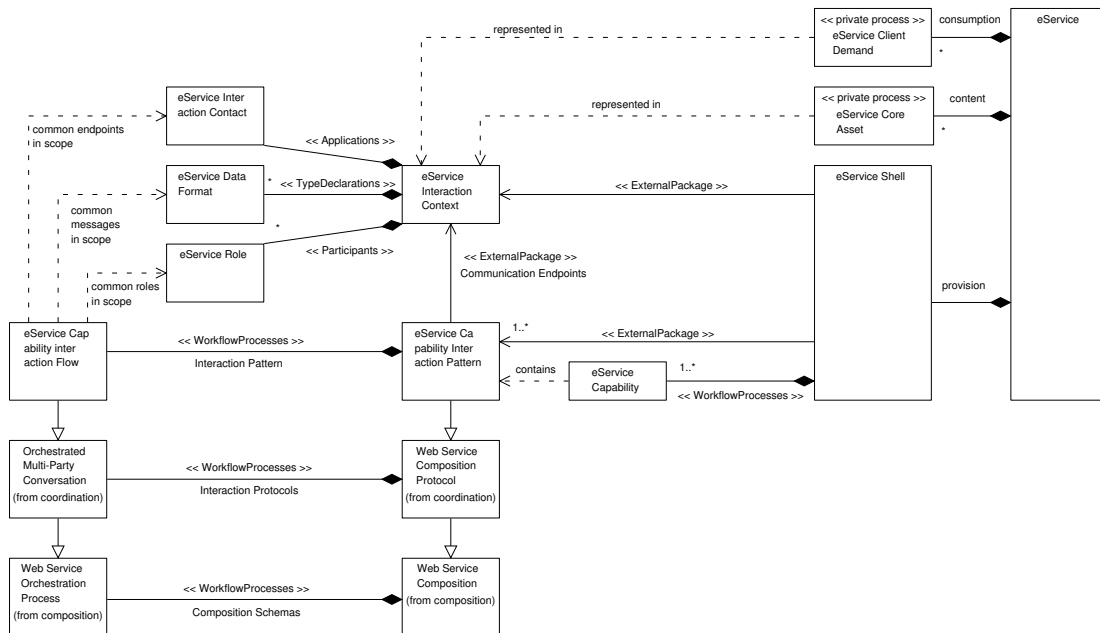 << private process >>
eService Client
Demand
consumption
*
eService
represented in
<< private process >>
eService Core
Asset
content
*
represented in
eService Inter
action Contact
common endpoints
in scope
<< Applications >>
eService Data
Format
*
<< TypeDeclarations >>
eService
Interaction
Context
<< ExternalPackage >>
eService Shell
common
messages
in scope
*
<< Participants >>
eService Role
<< ExternalPackage >>
Communication Endpoints
common roles
in scope
provision
eService Cap
ability inter
action Flow
<< WorkflowProcesses >>
Interaction Pattern
eService Ca
pability Inter
action Pattern
1..*
<< ExternalPackage >>
contains
eService
Capability
1..*
<< WorkflowProcesses >>
Orchestrated
Multi-Party
Conversation
(from coordination)
<< WorkflowProcesses >>
Interaction Protocols
Web Service
Composition
Protocol
(from coordination)
Web Service
Orchestration
Process
(from composition)
<< WorkflowProcesses >>
Composition Schemas
Web Service
Composition
(from composition)